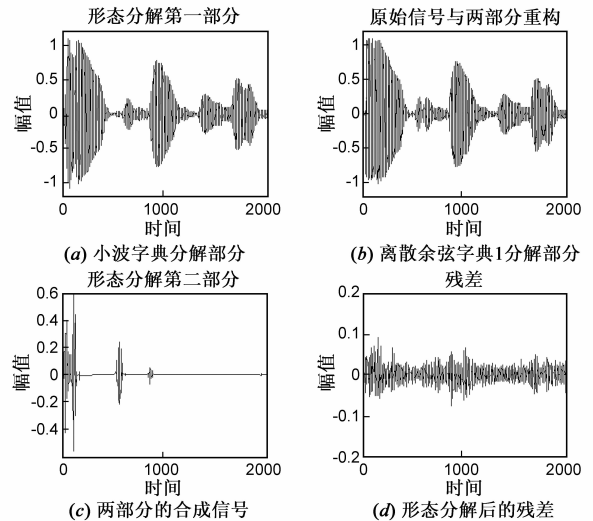 形态分解第一部分
幅值
1
0.5
0
-0.5
-1
0
1000
2000
时间
(a) 小波字典分解部分
原始信号与两部分重构
幅值
1
0.5
0
-0.5
-1
0
1000
2000
时间
(b) 离散余弦字典1分解部分
形态分解第二部分
幅值
0.6
0.4
0.2
0
-0.2
-0.4
0
1000
2000
时间
(c) 两部分的合成信号
残差
幅值
0.2
0.1
0
-0.1
-0.2
0
1000
2000
时间
(d) 形态分解后的残差